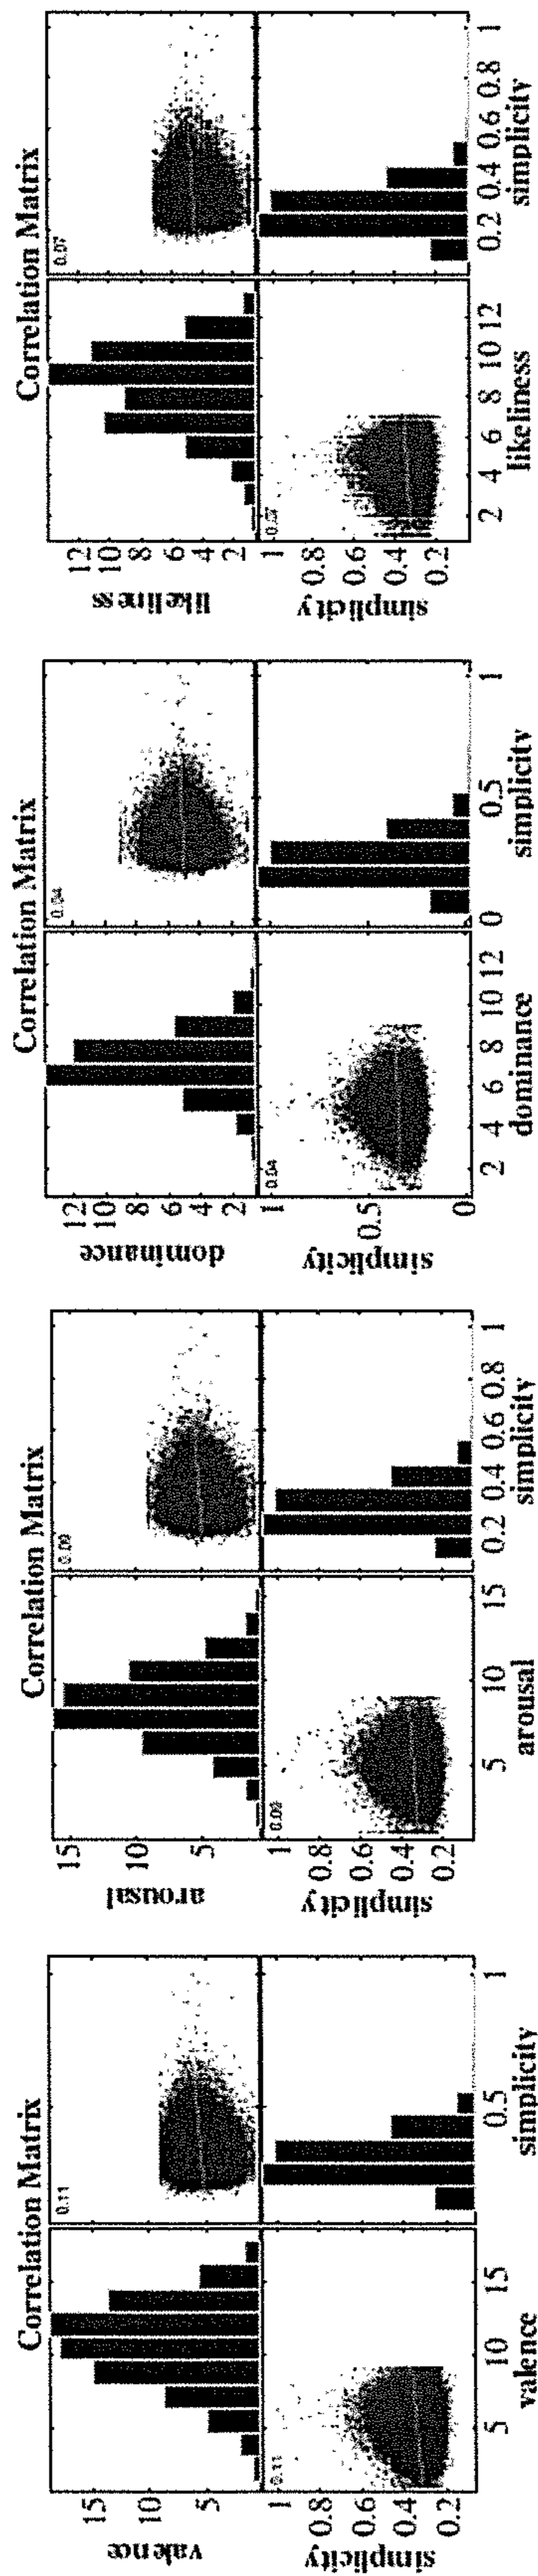 Correlation Matrix
valence
15
10
5
0.11
simplicity
1
0.8
0.6
0.4
0.2
0.11
5 10 15 0.5 1
valence simplicity
Correlation Matrix
arousal
15
10
5
0.09
simplicity
1
0.8
0.6
0.4
0.2
0.09
5 10 15 0.2 0.4 0.6 0.8 1
arousal simplicity
Correlation Matrix
dominance
12
10
8
6
4
2
0.04
simplicity
1
0.5
0
0.04
2 4 6 8 10 12 0 0.5 1
dominance simplicity
Correlation Matrix
likeliness
12
10
8
6
4
2
0.07
simplicity
1
0.8
0.6
0.4
0.2
0.07
2 4 6 8 10 12 0.2 0.4 0.6 0.8 1
likeliness simplicity